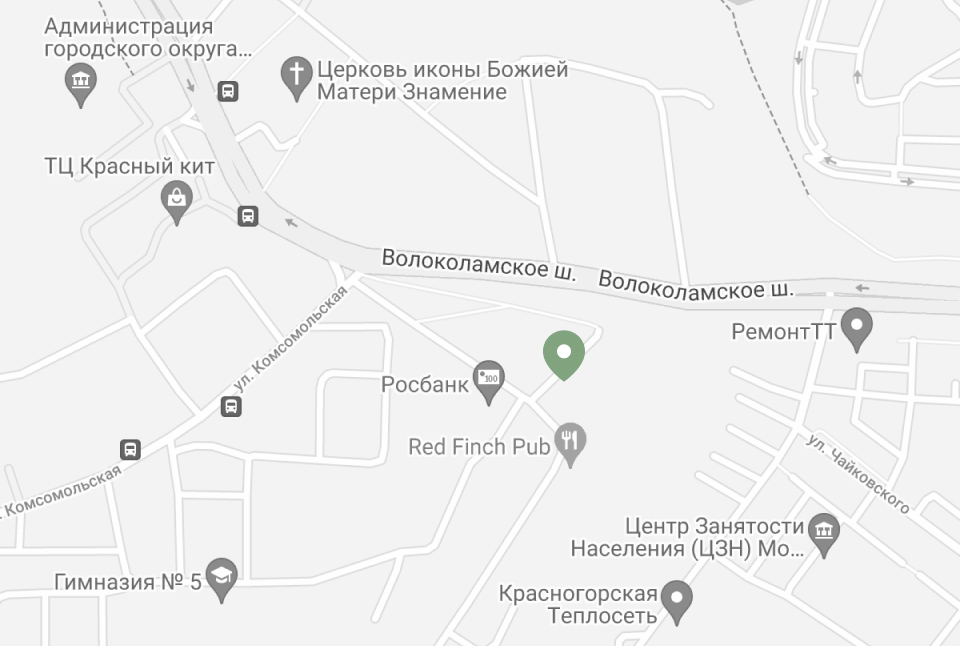 Администрация
городского округа...
Церковь иконы Божией
Матери Знамение
ТЦ Красный кит
Волоколамское ш.
Волоколамское ш.
ул. Комсомольская
РемонтТТ
Росбанк
100
Red Finch Pub
ул. Чайковского
. Комсомольская
Центр Занятости
Населения (ЦЗН) Мо...
Гимназия № 5
Красногорская
Теплосеть